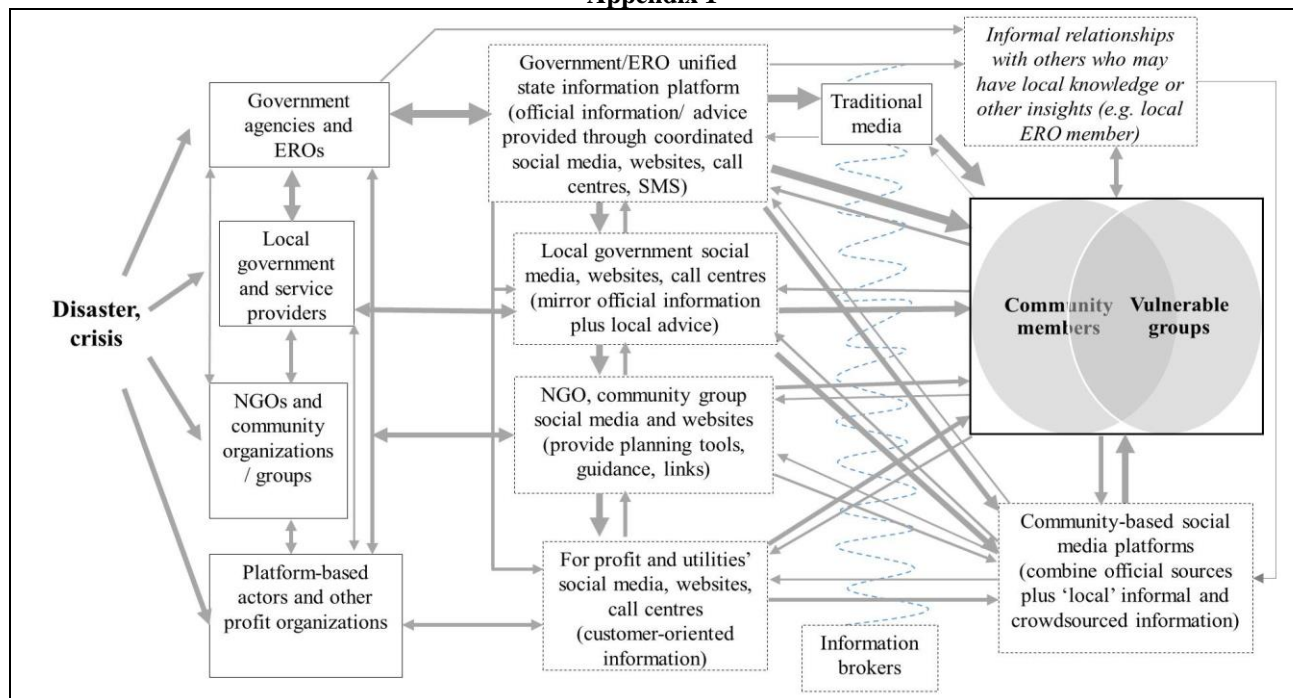 Appendix 1
Disaster,
crisis
Government
agencies and
EROs
Local
government
and service
providers
NGOs and
community
organizations
/ groups
Platform-based
actors and other
profit organizations
Government/ERO unified
state information platform
(official information/ advice
provided through coordinated
social media, websites, call
centres, SMS)
Local government social
media, websites, call centres
(mirror official information
plus local advice)
NGO, community group
social media and websites
(provide planning tools,
guidance, links)
For profit and utilities’
social media, websites,
call centres
(customer-oriented
information)
Traditional
media
Information
brokers
Informal relationships
with others who may
have local knowledge or
other insights (e.g. local
ERO member)
Community
members
Vulnerable
groups
Community-based social
media platforms
(combine official sources
plus ‘local’ informal and
crowdsourced information)